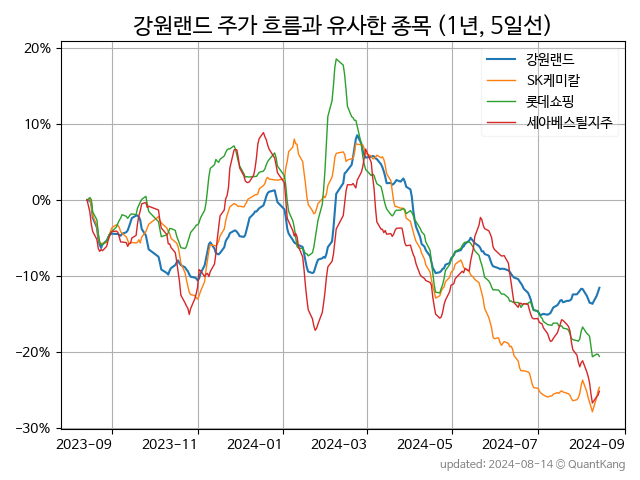 강원랜드 주가 흐름과 유사한 종목 (1년, 5일선)
강원랜드
SK케미칼
롯데쇼핑
세아베스틸지주
20%
10%
0%
−10%
−20%
−30%
2023-09 2023-11 2024-01 2024-03 2024-05 2024-07 2024-09
updated: 2024-08-14 © QuantKang